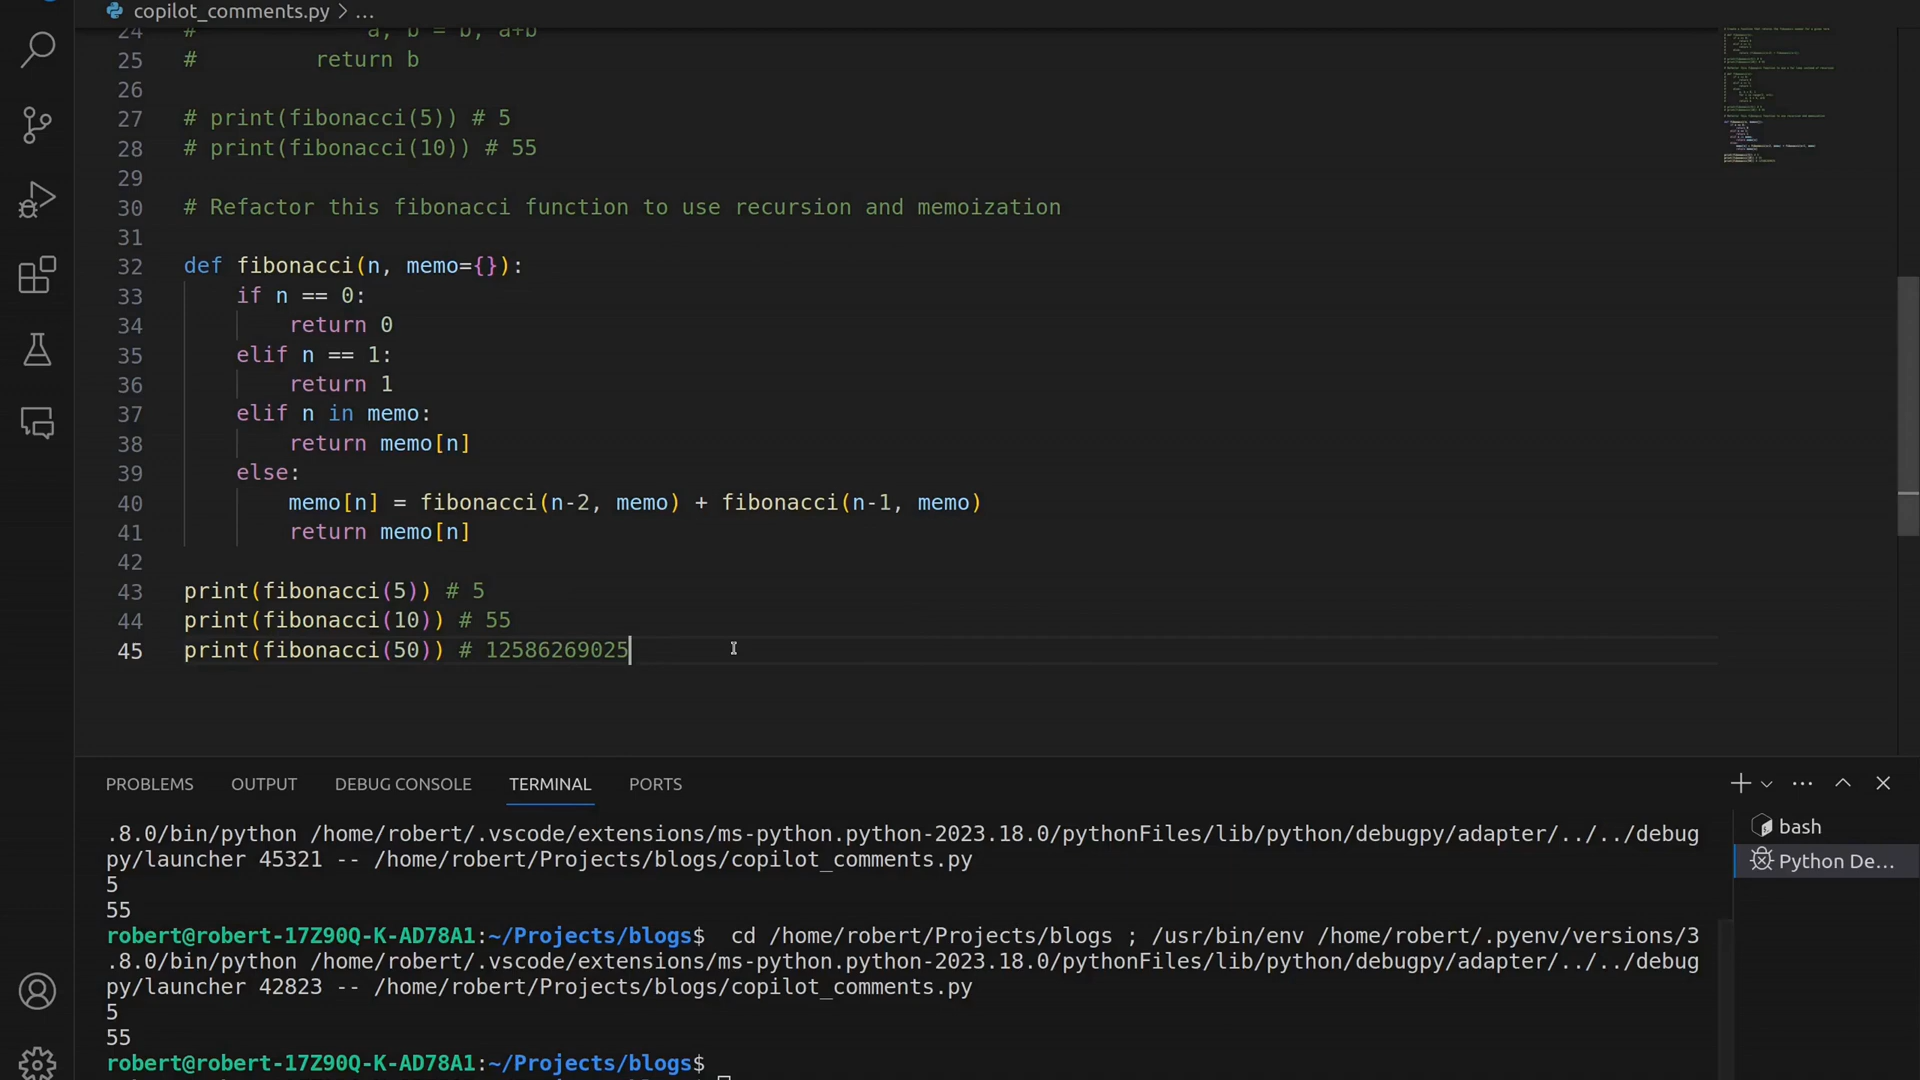 copilot_comments.py > ...
24 # a, b = b, a+b
25 # return b
26
27 # print(fibonacci(5)) # 5
28 # print(fibonacci(10)) # 55
29
30 # Refactor this fibonacci function to use recursion and memoization
31
32 def fibonacci(n, memo={}):
33 if n == 0:
34 return 0
35 elif n == 1:
36 return 1
37 elif n in memo:
38 return memo[n]
39 else:
40 memo[n] = fibonacci(n-2, memo) + fibonacci(n-1, memo)
41 return memo[n]
42
43 print(fibonacci(5)) # 5
44 print(fibonacci(10)) # 55
45 print(fibonacci(50)) # 12586269025
PROBLEMS OUTPUT DEBUG CONSOLE TERMINAL PORTS
.8.0/bin/python /home/robert/.vscode/extensions/ms-python.python-2023.18.0/pythonFiles/lib/python/debugpy/adapter/../../debug
py/launcher 45321 -- /home/robert/Projects/blogs/copilot_comments.py
5
55
robert@robert-17Z90Q-K-AD78A1:~/Projects/blogs$ cd /home/robert/Projects/blogs ; /usr/bin/env /home/robert/.pyenv/versions/3
.8.0/bin/python /home/robert/.vscode/extensions/ms-python.python-2023.18.0/pythonFiles/lib/python/debugpy/adapter/../../debug
py/launcher 42823 -- /home/robert/Projects/blogs/copilot_comments.py
5
55
robert@robert-17Z90Q-K-AD78A1:~/Projects/blogs$
bash
Python De...